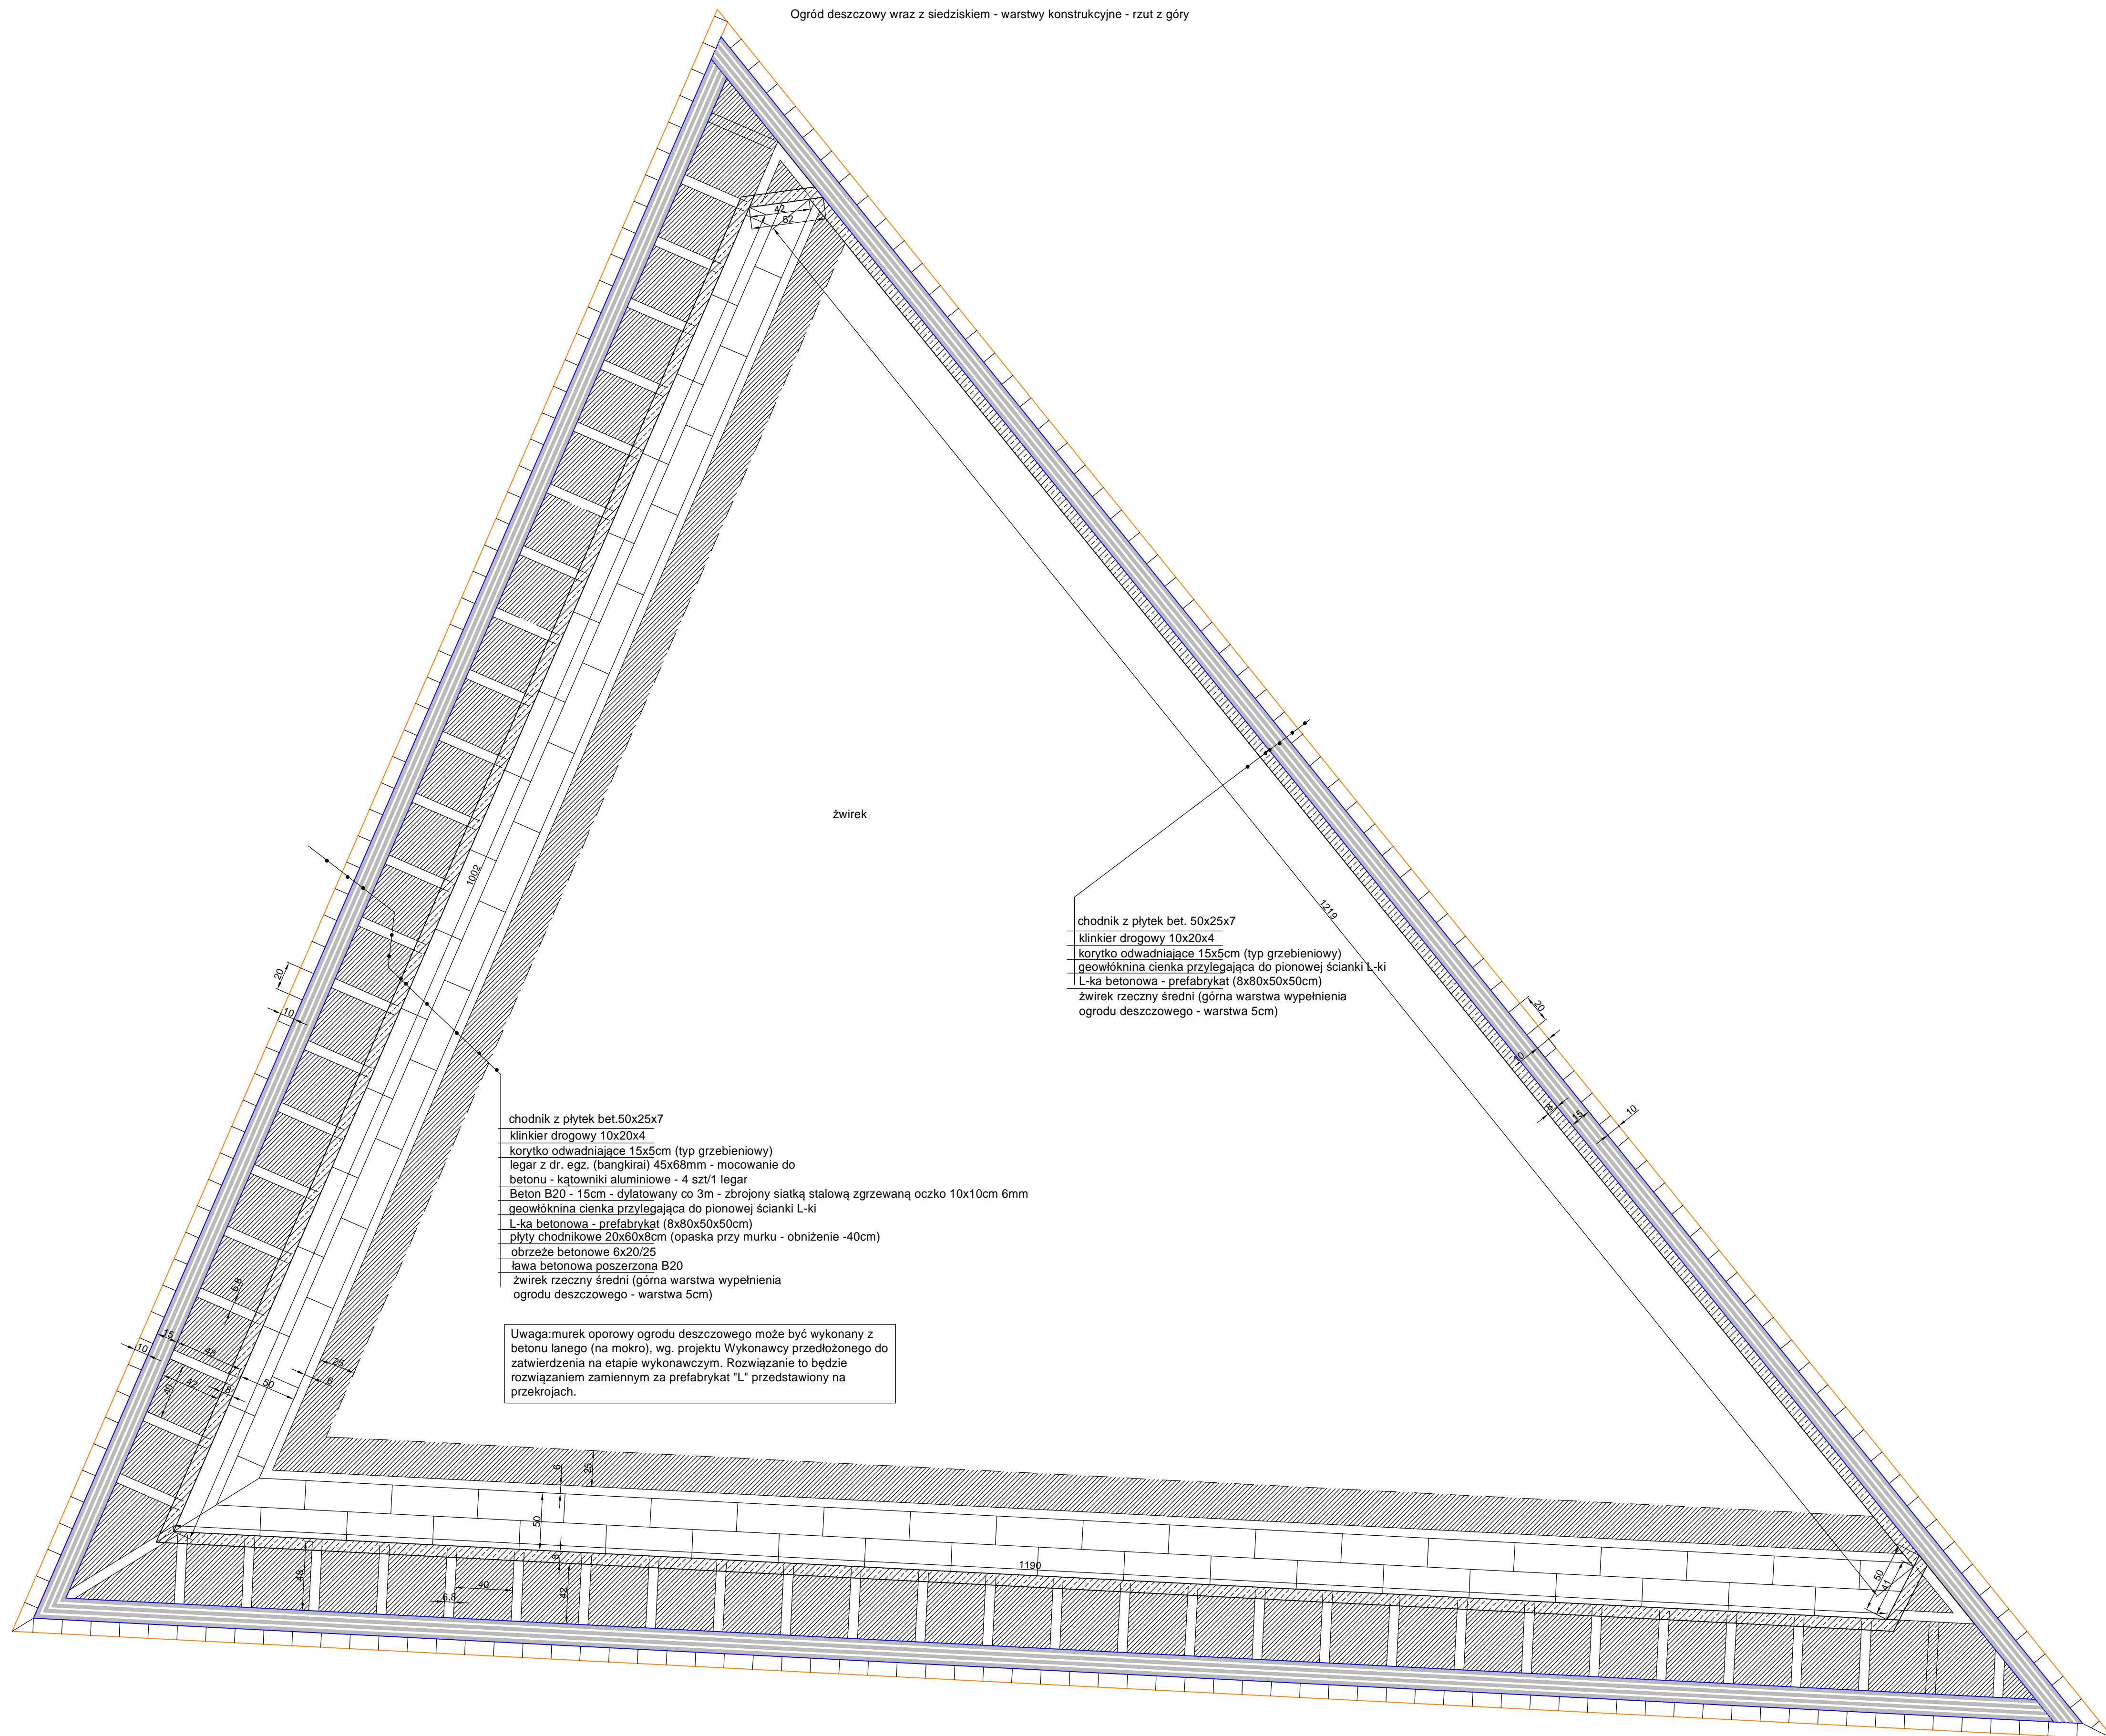 Ogród deszczowy wraz z siedziskiem - warstwy konstrukcyjne - rzut z góry
42
52
żwirek
1002
1219
chodnik z płytek bet. 50x25x7
klinkier drogowy 10x20x4
korytko odwadniające 15x5cm (typ grzebieniowy)
geowłóknina cienka przylegająca do pionowej ścianki L-ki
L-ka betonowa - prefabrykat (8x80x50x50cm)
żwirek rzeczny średni (górna warstwa wypełnienia
ogrodu deszczowego - warstwa 5cm)
20
10
20
10
8
15
10
chodnik z płytek bet.50x25x7
klinkier drogowy 10x20x4
korytko odwadniające 15x5cm (typ grzebieniowy)
legar z dr. egz. (bangkirai) 45x68mm - mocowanie do
betonu - kątowniki aluminiowe - 4 szt/1 legar
Beton B20 - 15cm - dylatowany co 3m - zbrojony siatką stalową zgrzewaną oczko 10x10cm 6mm
geowłóknina cienka przylegająca do pionowej ścianki L-ki
L-ka betonowa - prefabrykat (8x80x50x50cm)
płyty chodnikowe 20x60x8cm (opaska przy murku - obniżenie -40cm)
obrzeże betonowe 6x20/25
ława betonowa poszerzona B20
żwirek rzeczny średni (górna warstwa wypełnienia
ogrodu deszczowego - warstwa 5cm)
Uwaga:murek oporowy ogrodu deszczowego może być wykonany z
betonu lanego (na mokro), wg. projektu Wykonawcy przedłożonego do
zatwierdzenia na etapie wykonawczym. Rozwiązanie to będzie
rozwiązaniem zamiennym za prefabrykat "L" przedstawiony na
przekrojach.
6.8
15
10
48
42
40
8
50
25
6
6
25
50
8
48
40
6.8
42
1190
50
41